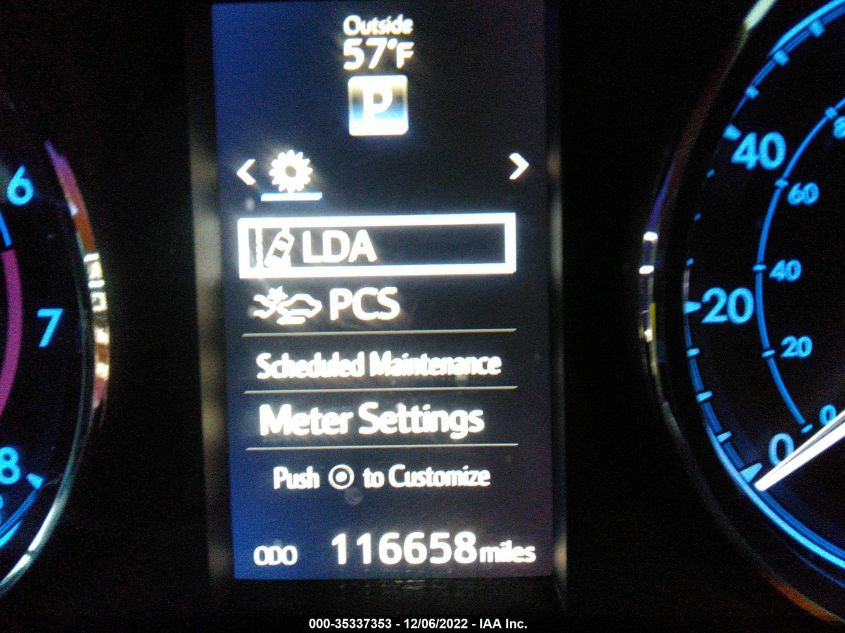 Outside
57°F
P
< >
LDA
PCS
Scheduled Maintenance
Meter Settings
Push to Customize
ODO 116658 miles
6
7
8
40
20
0
60
40
20
0
000-35337353 - 12/06/2022 - IAA Inc.